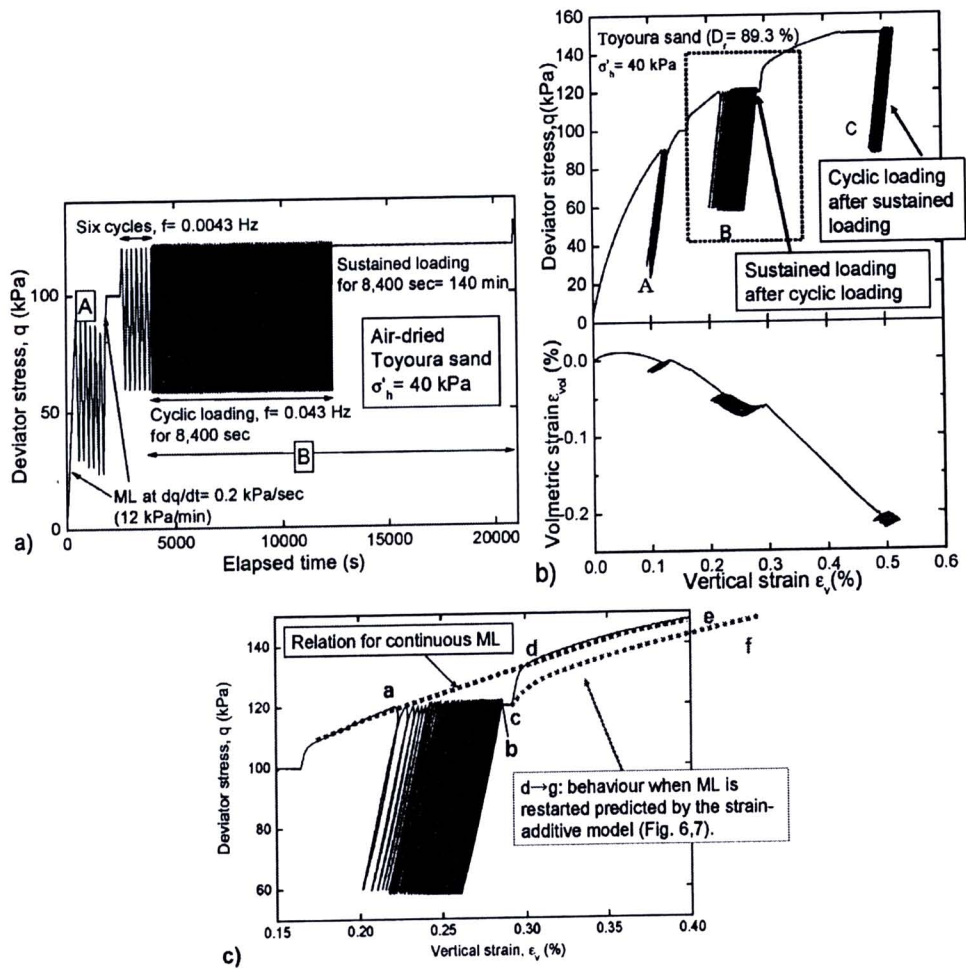 a)
Deviator stress, q (kPa)
100
50
0
0
5000
10000
15000
20000
Elapsed time (s)
Six cycles, f= 0.0043 Hz
A
Sustained loading
for 8,400 sec= 140 min
Air-dried
Toyoura sand
σ'h = 40 kPa
Cyclic loading, f= 0.043 Hz
for 8,400 sec
B
ML at dq/dt= 0.2 kPa/sec
(12 kPa/min)
b)
Deviator stress,q(kPa)
160
140
120
100
80
60
40
20
0
Toyoura sand (Dr= 89.3 %)
σ'h= 40 kPa
A
B
C
Cyclic loading
after sustained
loading
Sustained loading
after cyclic loading
Volmetric strain εvol (%)
0.0
-0.1
-0.2
0.0
0.1
0.2
0.3
0.4
0.5
0.6
Vertical strain εv(%)
c)
Deviator stress, q (kPa)
140
120
100
80
60
0.15
0.20
0.25
0.30
0.35
0.40
Vertical strain, εv (%)
Relation for continuous ML
a
b
c
d
e
f
d→g: behaviour when ML is
restarted predicted by the strain-
additive model (Fig. 6,7).